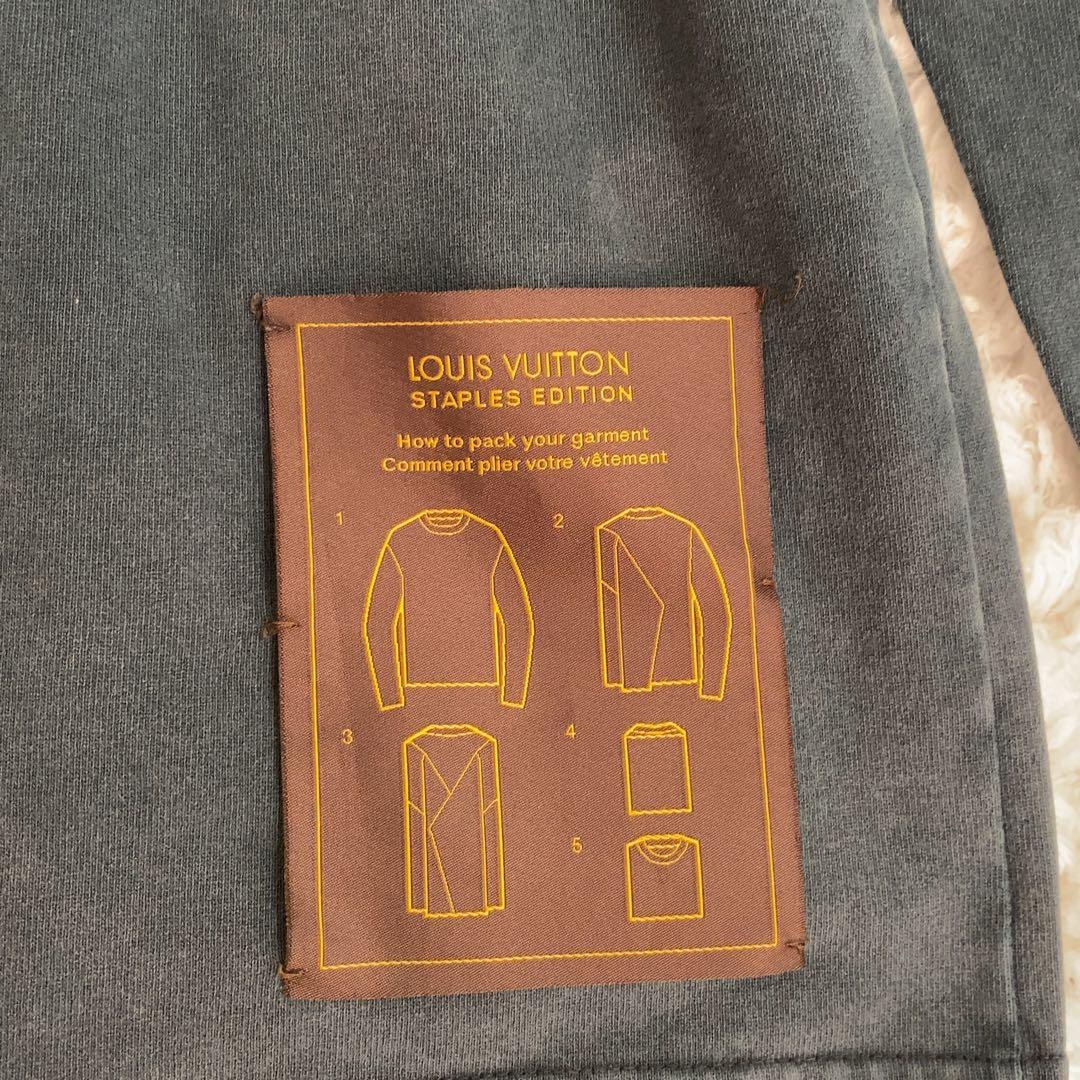 LOUIS VUITTON
STAPLES EDITION
How to pack your garment
Comment plier votre vêtement
1
2
3
4
5